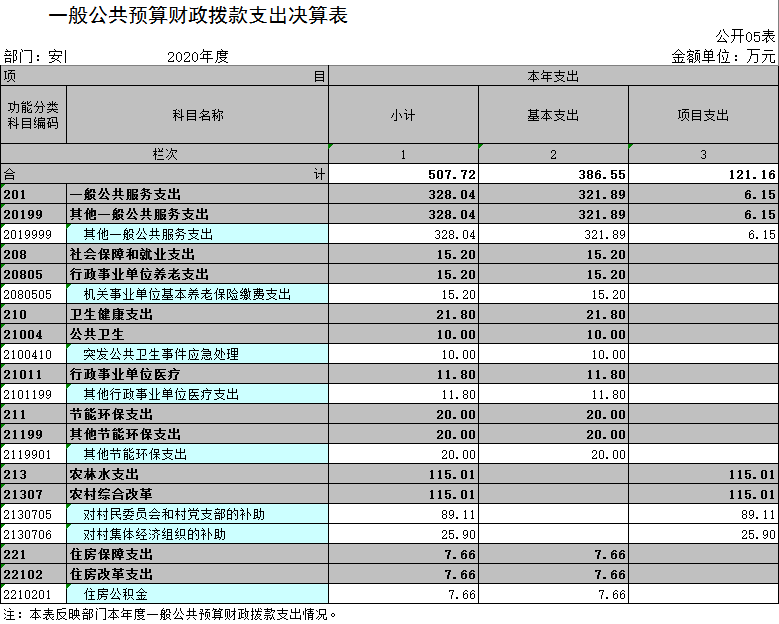 一般公共预算财政拨款支出决算表
公开05表
部门：安 2020年度 金额单位：万元
项 目 本年支出
功能分类科目编码 科目名称 小计 基本支出 项目支出
栏次 1 2 3
合 计 507.72 386.55 121.16
201 一般公共服务支出 328.04 321.89 6.15
20199 其他一般公共服务支出 328.04 321.89 6.15
2019999 其他一般公共服务支出 328.04 321.89 6.15
208 社会保障和就业支出 15.20 15.20
20805 行政事业单位养老支出 15.20 15.20
2080505 机关事业单位基本养老保险缴费支出 15.20 15.20
210 卫生健康支出 21.80 21.80
21004 公共卫生 10.00 10.00
2100410 突发公共卫生事件应急处理 10.00 10.00
21011 行政事业单位医疗 11.80 11.80
2101199 其他行政事业单位医疗支出 11.80 11.80
211 节能环保支出 20.00 20.00
21199 其他节能环保支出 20.00 20.00
2119901 其他节能环保支出 20.00 20.00
213 农林水支出 115.01 115.01
21307 农村综合改革 115.01 115.01
2130705 对村民委员会和村党支部的补助 89.11 89.11
2130706 对村集体经济组织的补助 25.90 25.90
221 住房保障支出 7.66 7.66
22102 住房改革支出 7.66 7.66
2210201 住房公积金 7.66 7.66
注：本表反映部门本年度一般公共预算财政拨款支出情况。